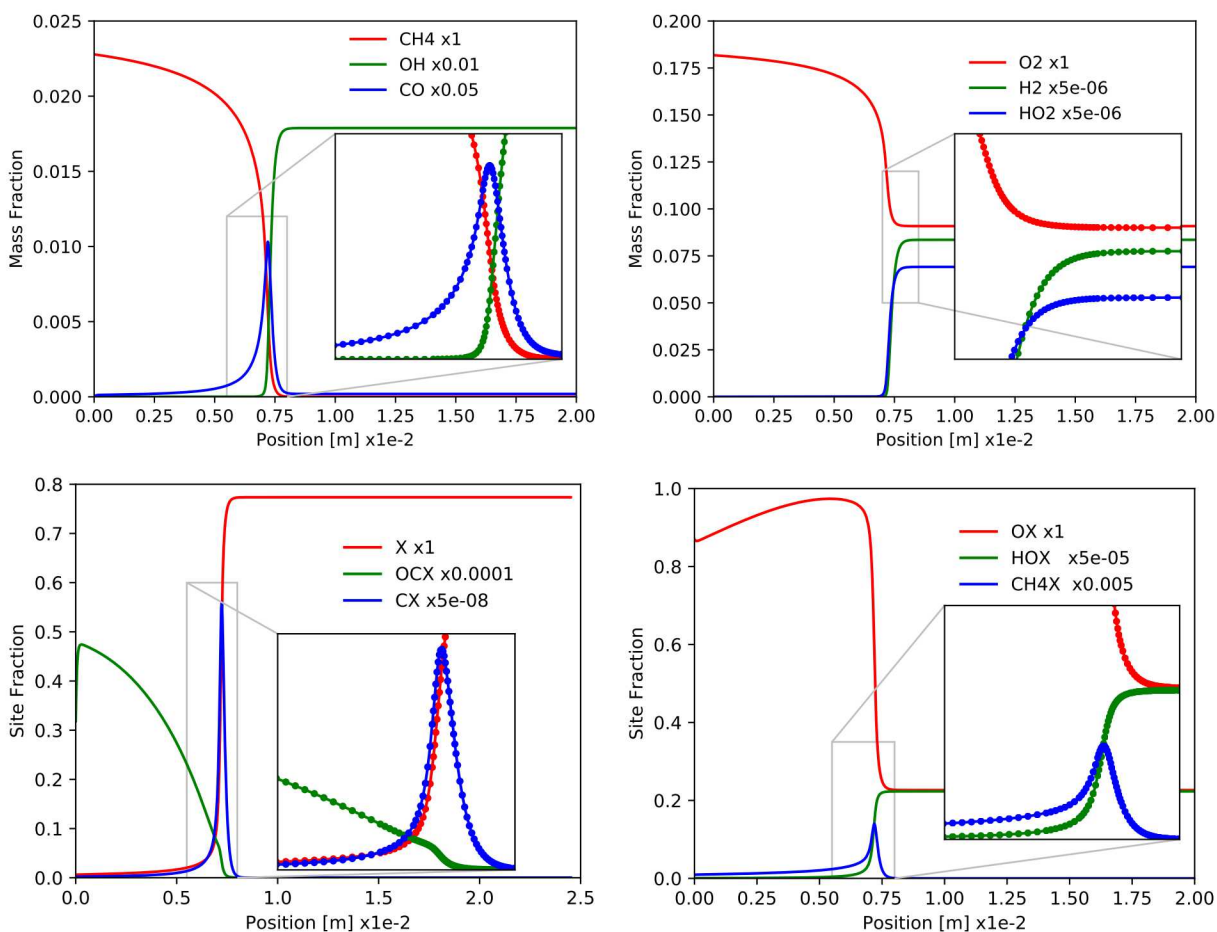 0.025
0.020
0.015
0.010
0.005
0.000
Mass Fraction
CH4 x1
OH x0.01
CO x0.05
0.00 0.25 0.50 0.75 1.00 1.25 1.50 1.75 2.00
Position [m] x1e-2
0.200
0.175
0.150
0.125
0.100
0.075
0.050
0.025
0.000
Mass Fraction
O2 x1
H2 x5e-06
HO2 x5e-06
0.00 0.25 0.50 0.75 1.00 1.25 1.50 1.75 2.00
Position [m] x1e-2
0.8
0.7
0.6
0.5
0.4
0.3
0.2
0.1
0.0
Site Fraction
X x1
OCX x0.0001
CX x5e-08
0.0 0.5 1.0 1.5 2.0 2.5
Position [m] x1e-2
1.0
0.8
0.6
0.4
0.2
0.0
Site Fraction
OX x1
HOX x5e-05
CH4X x0.005
0.00 0.25 0.50 0.75 1.00 1.25 1.50 1.75 2.00
Position [m] x1e-2